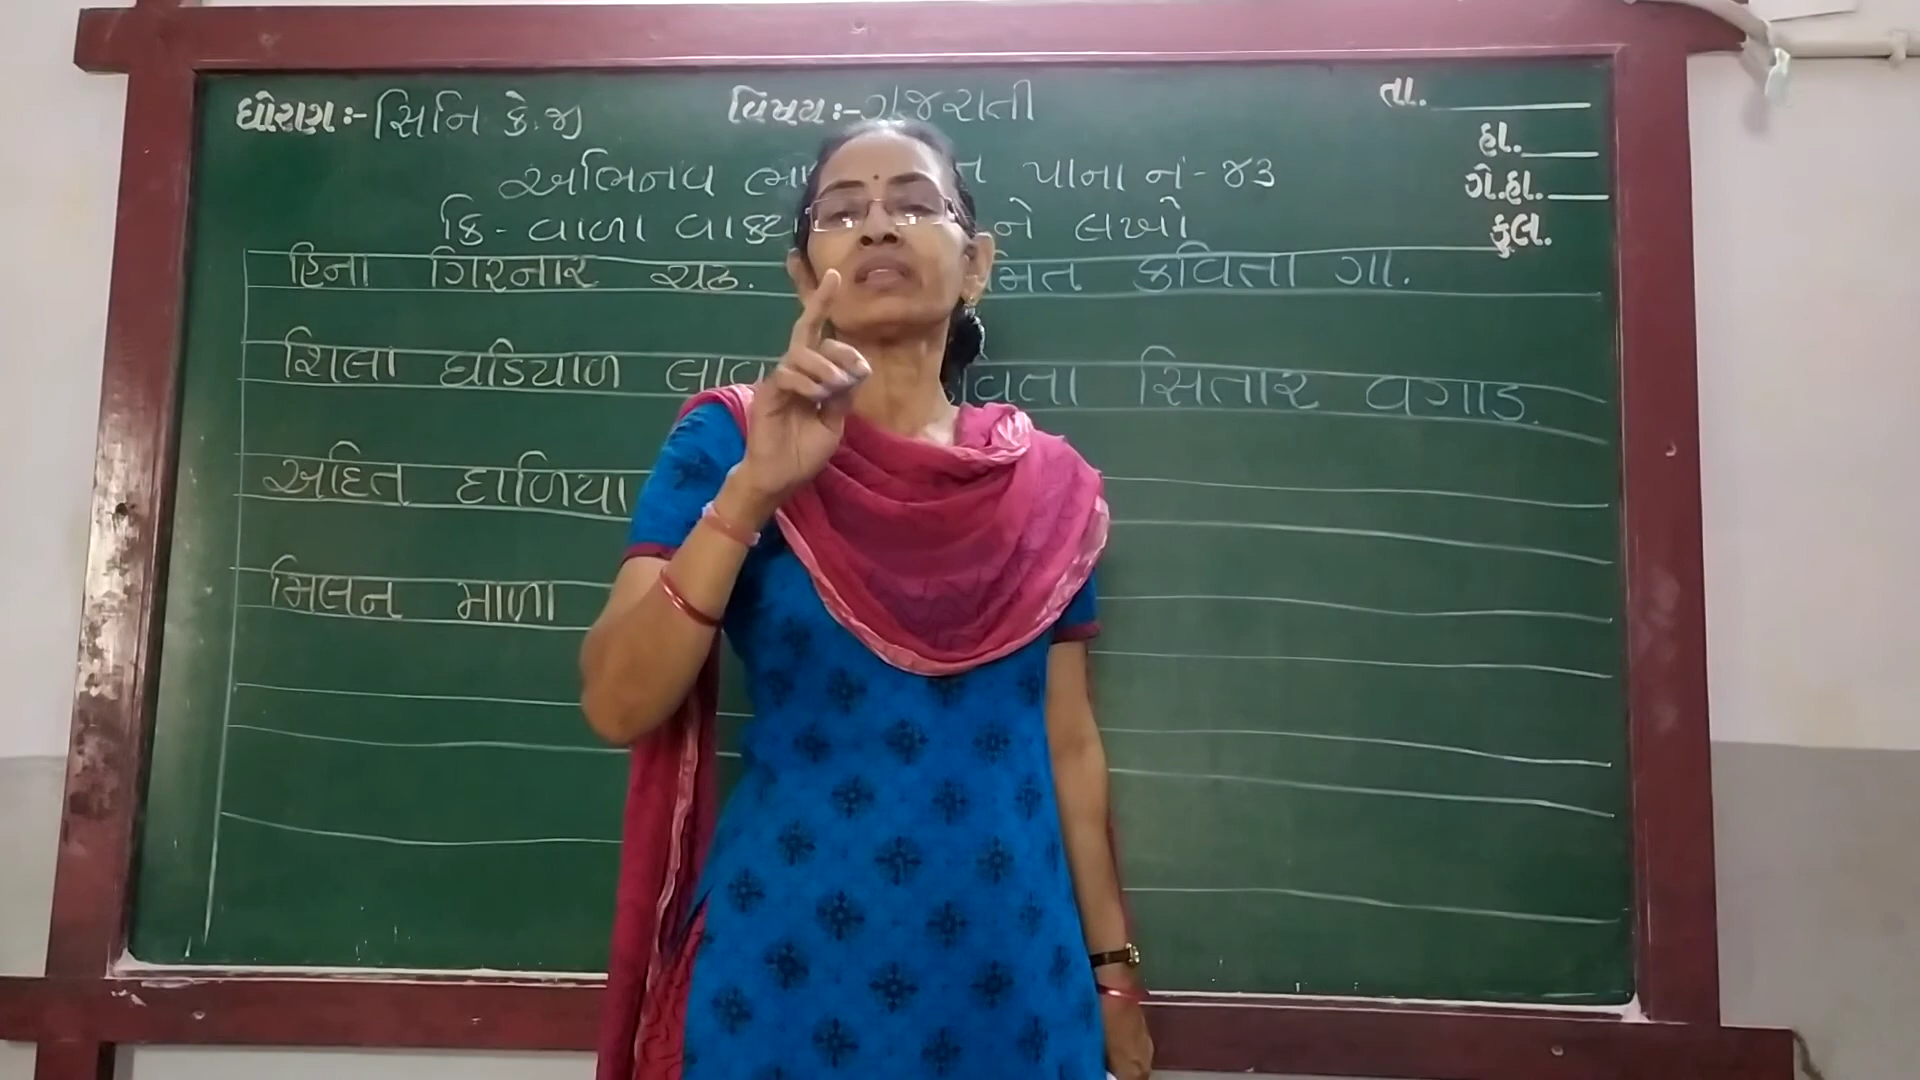 ધોરણ:- સિનિ કે.જી વિષય:- ગુજરાતી તા.
હા.
અભિનવ પાના નં - ૪૩
ગે.હા.
કિ - વાળા લખો
કુલ.
હિના ગિરનાર ચઢ. કવિતા ગા.
શિલા ઘડિયાળ સિતાર વગાડ.
અદિત દાળિયા
મિલન માળા